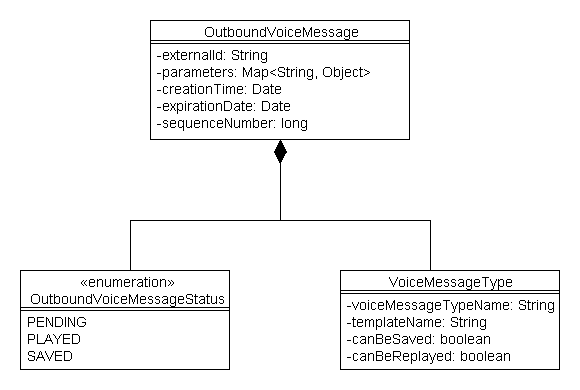 OutboundVoiceMessage
-externalId: String
-parameters: Map<String, Object>
-creationTime: Date
-expirationDate: Date
-sequenceNumber: long
«enumeration»
OutboundVoiceMessageStatus
PENDING
PLAYED
SAVED
VoiceMessageType
-voiceMessageTypeName: String
-templateName: String
-canBeSaved: boolean
-canBeReplayed: boolean